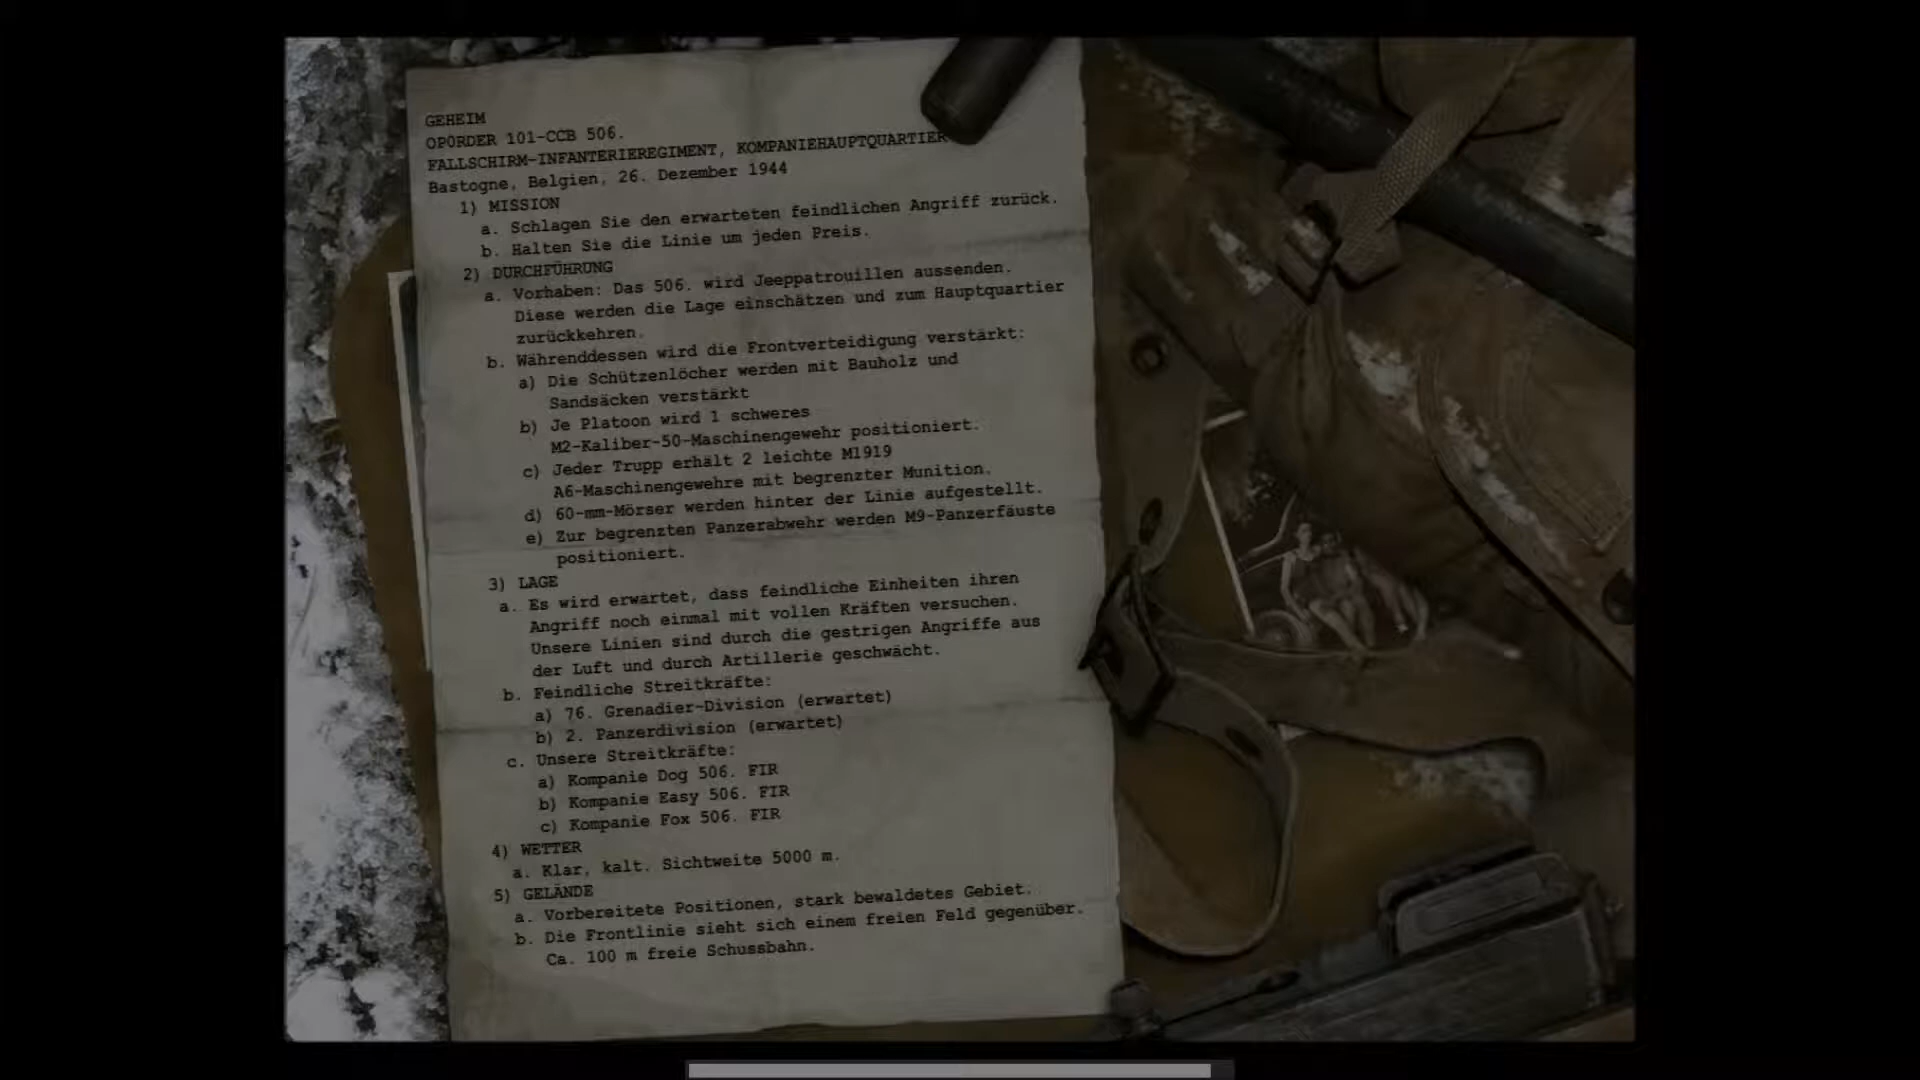 GEHEIM
OPORDER 101-CCB 506.
FALLSCHIRM-INFANTERIEREGIMENT, KOMPANIEHAUPTQUARTIER
Bastogne, Belgien, 26. Dezember 1944
1) MISSION
a. Schlagen Sie den erwarteten feindlichen Angriff zurück.
b. Halten Sie die Linie um jeden Preis.
2) DURCHFÜHRUNG
a. Vorhaben: Das 506. wird Jeeppatrouillen aussenden.
Diese werden die Lage einschätzen und zum Hauptquartier
zurückkehren.
b. Währenddessen wird die Frontverteidigung verstärkt:
a) Die Schützenlöcher werden mit Bauholz und
Sandsäcken verstärkt
b) Je Platoon wird 1 schweres
M2-Kaliber-50-Maschinengewehr positioniert.
c) Jeder Trupp erhält 2 leichte M1919
A6-Maschinengewehre mit begrenzter Munition.
d) 60-mm-Mörser werden hinter der Linie aufgestellt.
e) Zur begrenzten Panzerabwehr werden M9-Panzerfäuste
positioniert.
3) LAGE
a. Es wird erwartet, dass feindliche Einheiten ihren
Angriff noch einmal mit vollen Kräften versuchen.
Unsere Linien sind durch die gestrigen Angriffe aus
der Luft und durch Artillerie geschwächt.
b. Feindliche Streitkräfte:
a) 76. Grenadier-Division (erwartet)
b) 2. Panzerdivision (erwartet)
c. Unsere Streitkräfte:
a) Kompanie Dog 506. FIR
b) Kompanie Easy 506. FIR
c) Kompanie Fox 506. FIR
4) WETTER
a. Klar, kalt. Sichtweite 5000 m.
5) GELÄNDE
a. Vorbereitete Positionen, stark bewaldetes Gebiet.
b. Die Frontlinie sieht sich einem freien Feld gegenüber.
Ca. 100 m freie Schussbahn.